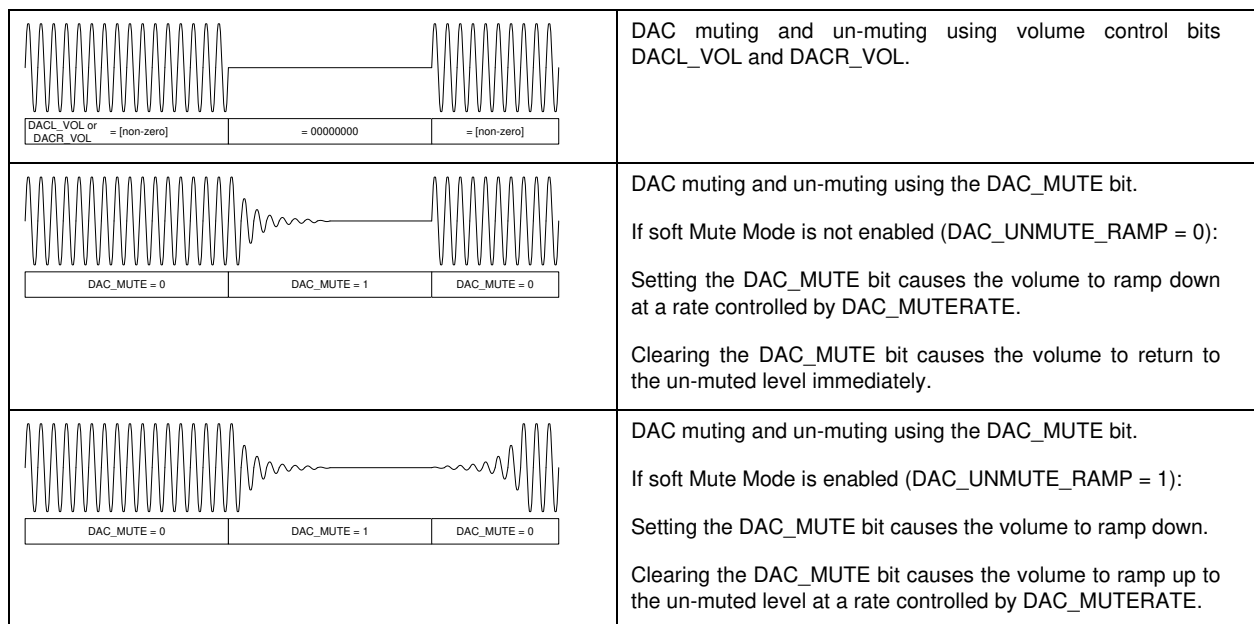 DACL_VOL or
DACR_VOL
= [non-zero]
= 00000000
= [non-zero]
DAC muting and un-muting using volume control bits
DACL_VOL and DACR_VOL.
DAC_MUTE = 0
DAC_MUTE = 1
DAC_MUTE = 0
DAC muting and un-muting using the DAC_MUTE bit.
If soft Mute Mode is not enabled (DAC_UNMUTE_RAMP = 0):
Setting the DAC_MUTE bit causes the volume to ramp down
at a rate controlled by DAC_MUTERATE.
Clearing the DAC_MUTE bit causes the volume to return to
the un-muted level immediately.
DAC_MUTE = 0
DAC_MUTE = 1
DAC_MUTE = 0
DAC muting and un-muting using the DAC_MUTE bit.
If soft Mute Mode is enabled (DAC_UNMUTE_RAMP = 1):
Setting the DAC_MUTE bit causes the volume to ramp down.
Clearing the DAC_MUTE bit causes the volume to ramp up to
the un-muted level at a rate controlled by DAC_MUTERATE.